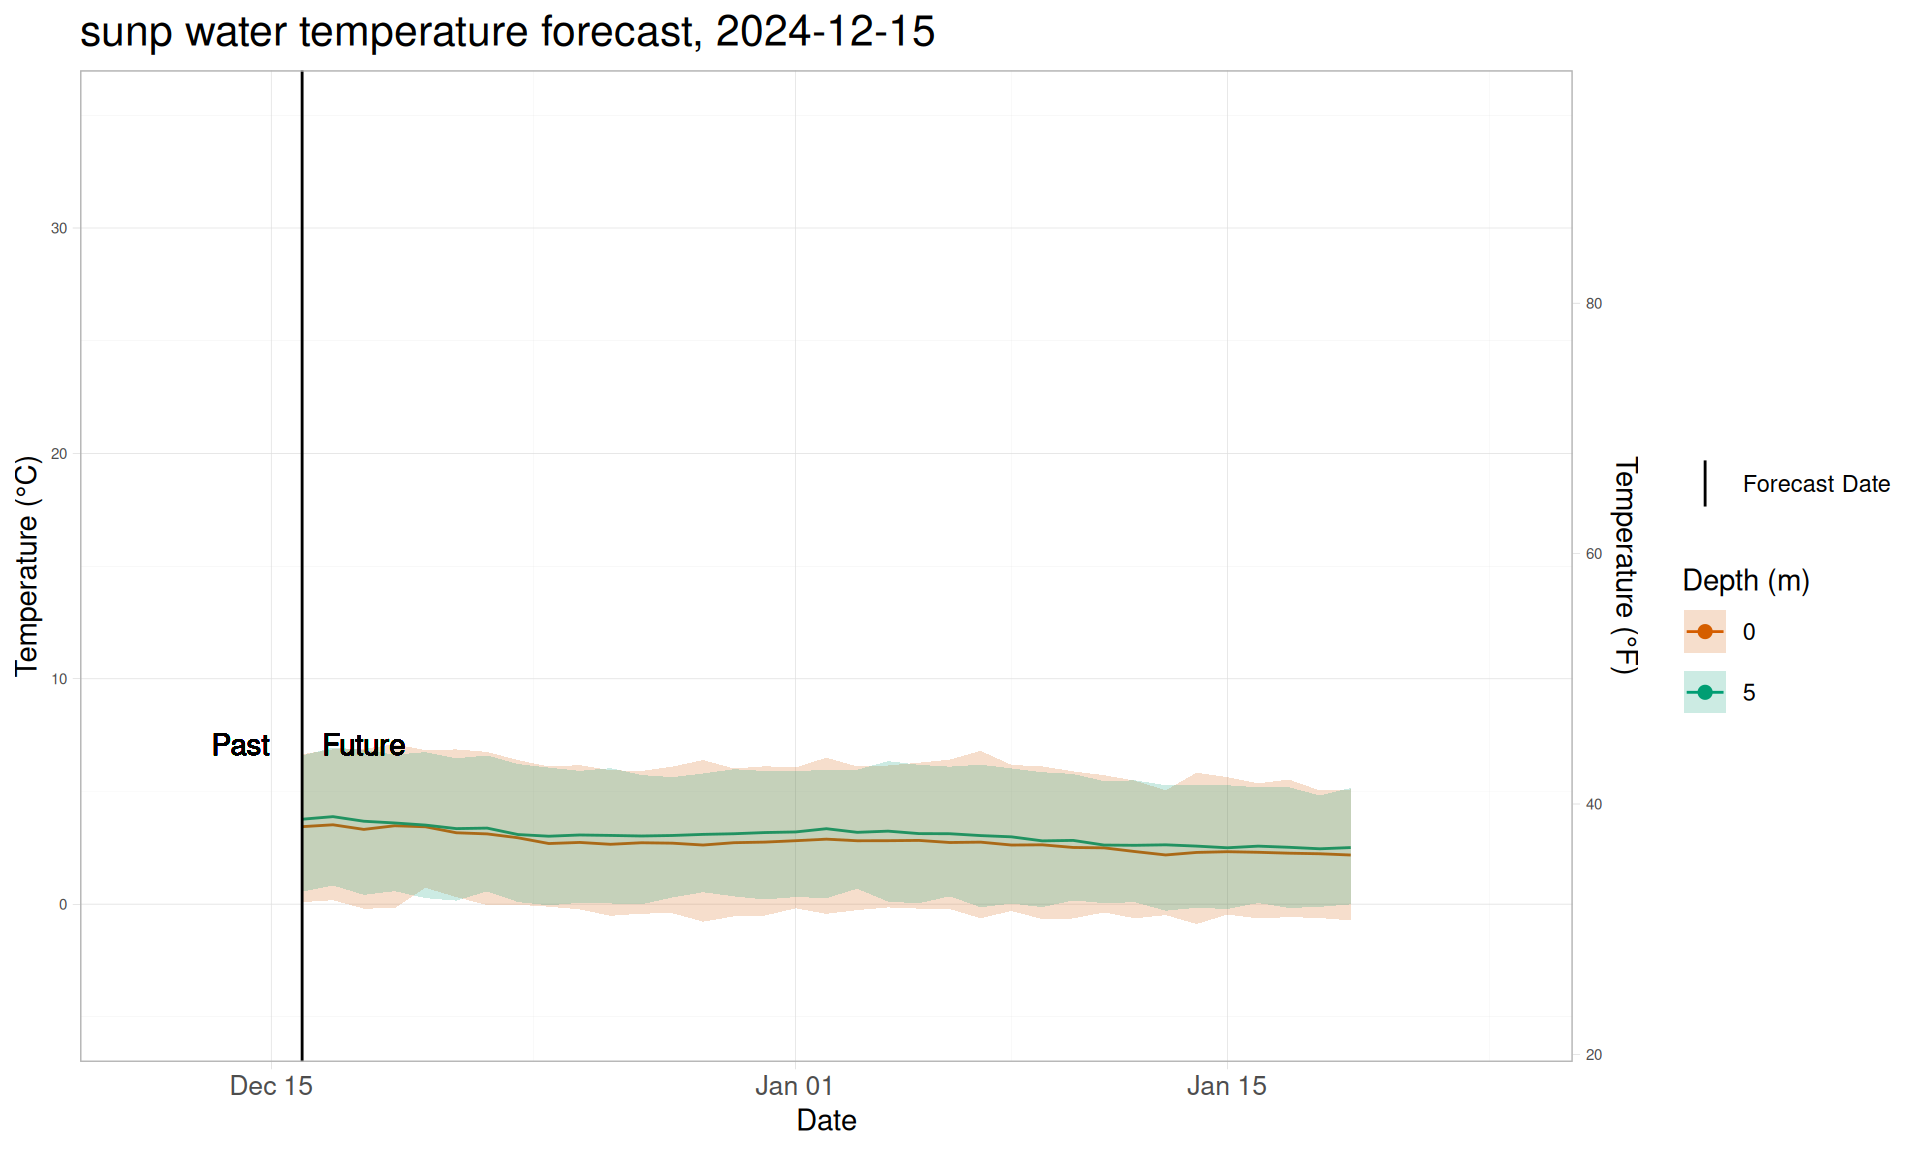 sunp water temperature forecast, 2024-12-15
Temperature (°C)
30
20
10
0
Past
Future
80
60
40
20
Temperature (°F)
Dec 15
Jan 01
Jan 15
Date
Forecast Date
Depth (m)
0
5